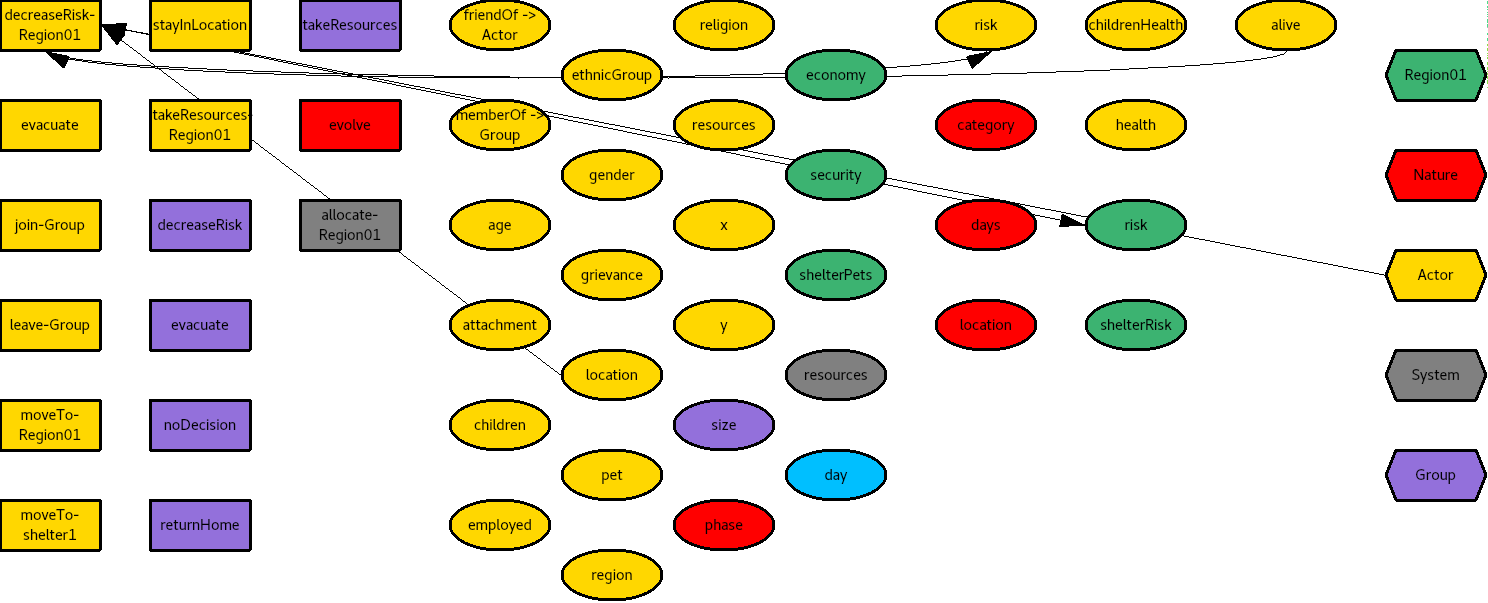 decreaseRisk-
Region01
stayInLocation
takeResources
friendOf ->
Actor
religion
risk
childrenHealth
alive
ethnicGroup
economy
Region01
evacuate
takeResources-
Region01
evolve
memberOf ->
Group
resources
category
health
gender
security
Nature
join-Group
decreaseRisk
allocate-
Region01
age
x
days
risk
grievance
shelterPets
Actor
leave-Group
evacuate
attachment
y
location
shelterRisk
location
resources
System
moveTo-
Region01
noDecision
children
size
pet
day
Group
moveTo-
shelter1
returnHome
employed
phase
region